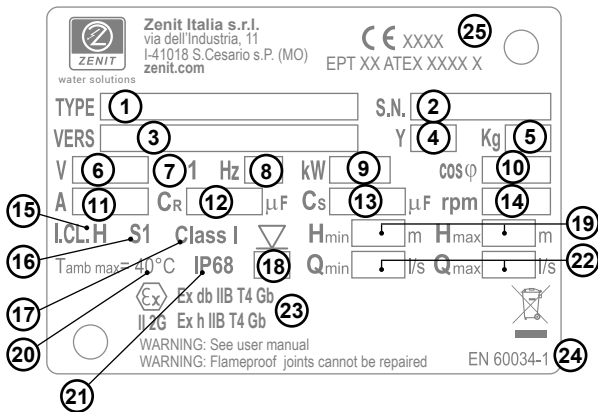 Zenit Italia s.r.l.
via dell'Industria, 11
I-41018 S.Cesario s.P. (MO)
zenit.com
ZENIT
water solutions
CE XXXX
EPT XX ATEX XXXX X
25
TYPE 1 S.N. 2
VERS 3 Y 4 Kg 5
V 6 7 1 Hz 8 kW 9 cosφ 10
A 11 CR 12 µF CS 13 µF rpm 14
15 I.CL. H S1 Class I Hmin m Hmax m 19
16
Tamb max= 40°C IP68 18 Qmin l/s Qmax l/s 22
17
Ex Ex db IIB T4 Gb 23
II 2G Ex h IIB T4 Gb
20
WARNING: See user manual
WARNING: Flameproof joints cannot be repaired EN 60034-1 24
21